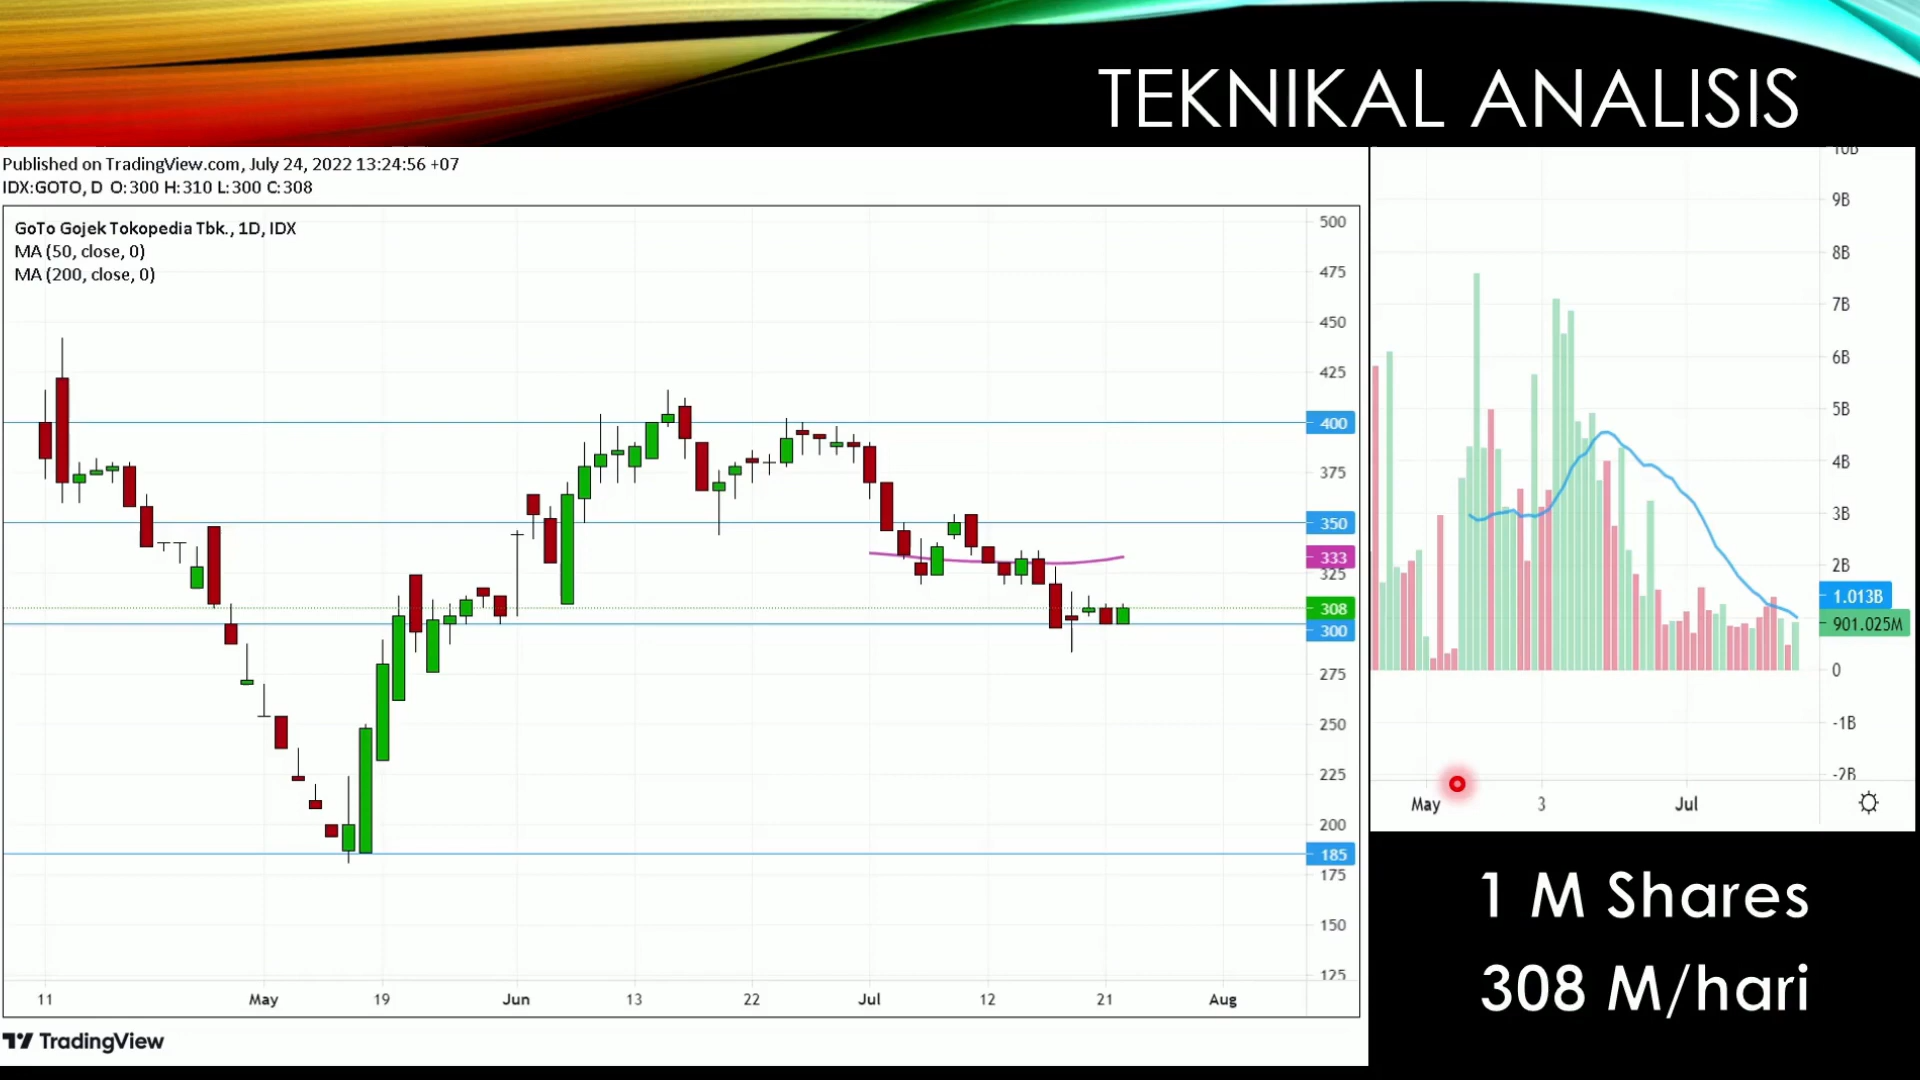 TEKNIKAL ANALISIS
Published on TradingView.com, July 24, 2022 13:24:56 +07
IDX:GOTO, D O:300 H:310 L:300 C:308
GoTo Gojek Tokopedia Tbk., 1D, IDX
MA (50, close, 0)
MA (200, close, 0)
500
475
450
425
400
375
350
333
325
308
300
275
250
225
200
185
175
150
125
11
May
19
Jun
13
22
Jul
12
21
Aug
TradingView
10B
9B
8B
7B
6B
5B
4B
3B
2B
1.013B
901.025M
0
-1B
-2B
May
3
Jul
1 M Shares
308 M/hari